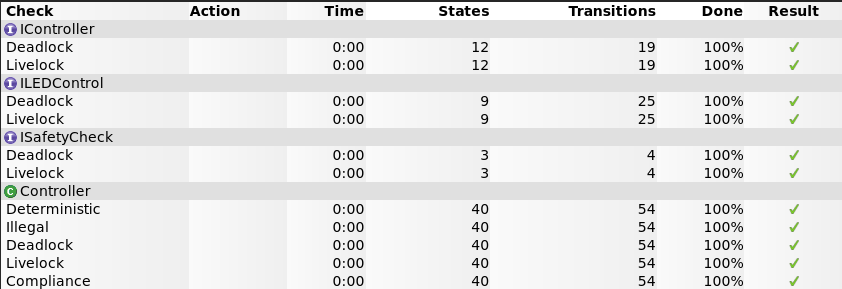 Check Action Time States Transitions Done Result
I IController
Deadlock 0:00 12 19 100% ✓
Livelock 0:00 12 19 100% ✓
I ILEDControl
Deadlock 0:00 9 25 100% ✓
Livelock 0:00 9 25 100% ✓
I ISafetyCheck
Deadlock 0:00 3 4 100% ✓
Livelock 0:00 3 4 100% ✓
C Controller
Deterministic 0:00 40 54 100% ✓
Illegal 0:00 40 54 100% ✓
Deadlock 0:00 40 54 100% ✓
Livelock 0:00 40 54 100% ✓
Compliance 0:00 40 54 100% ✓